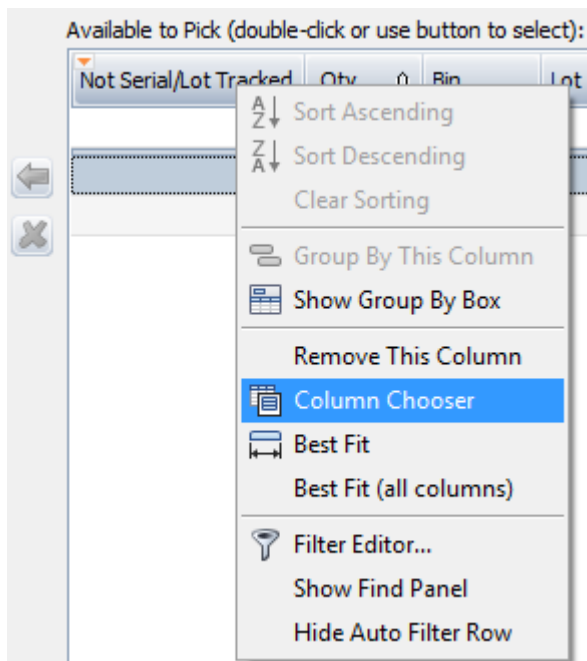 Available to Pick (double-click or use button to select):
Not Serial/Lot Tracked Qty Bin Lot
Sort Ascending
Sort Descending
Clear Sorting
Group By This Column
Show Group By Box
Remove This Column
Column Chooser
Best Fit
Best Fit (all columns)
Filter Editor...
Show Find Panel
Hide Auto Filter Row